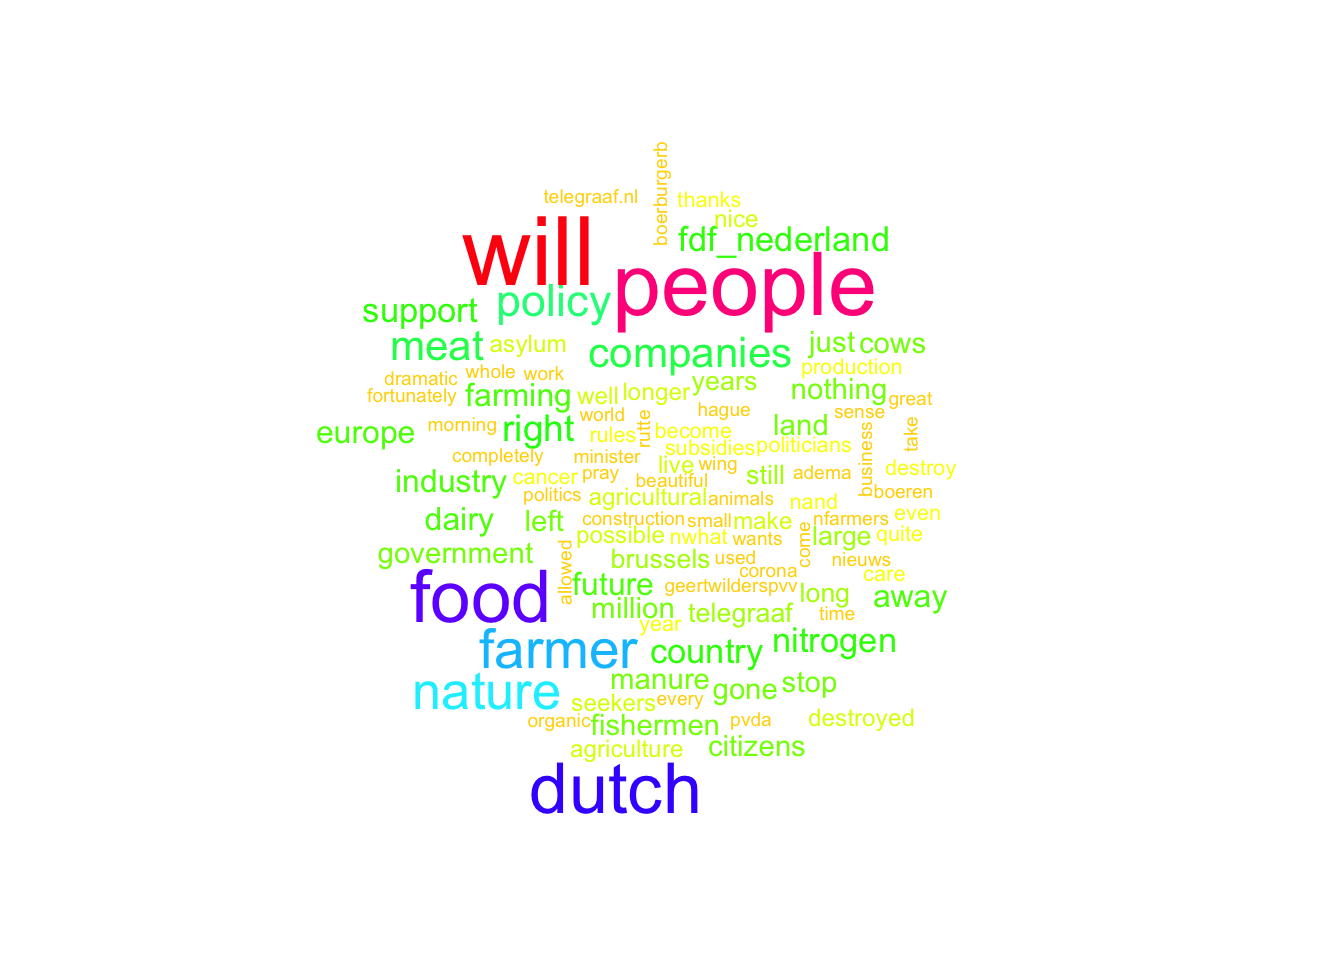 boerburgerb
telegraaf.nl
thanks
nice
will
fdf_nederland
people
support
policy
meat
asylum
companies
just
cows
dramatic
whole
work
production
fortunately
farming
well
longer
years
nothing
great
europe
morning
right
world
rutte
hague
land
sense
take
rules
become
completely
minister
subsidies
politicians
business
industry
cancer
pray
live
wing
still
adema
destroy
politics
beautiful
agricultural
animals
nand
boeren
dairy
left
construction
small
make
nfarmers
even
possible
nwhat
wants
come
large
quite
government
allowed
brussels
used
corona
nieuws
care
food
future
geertwilderspvv
long
away
million
telegraaf
time
year
farmer
country
nitrogen
nature
manure
gone
stop
seekers
every
organic
fishermen
pvda
destroyed
agriculture
citizens
dutch